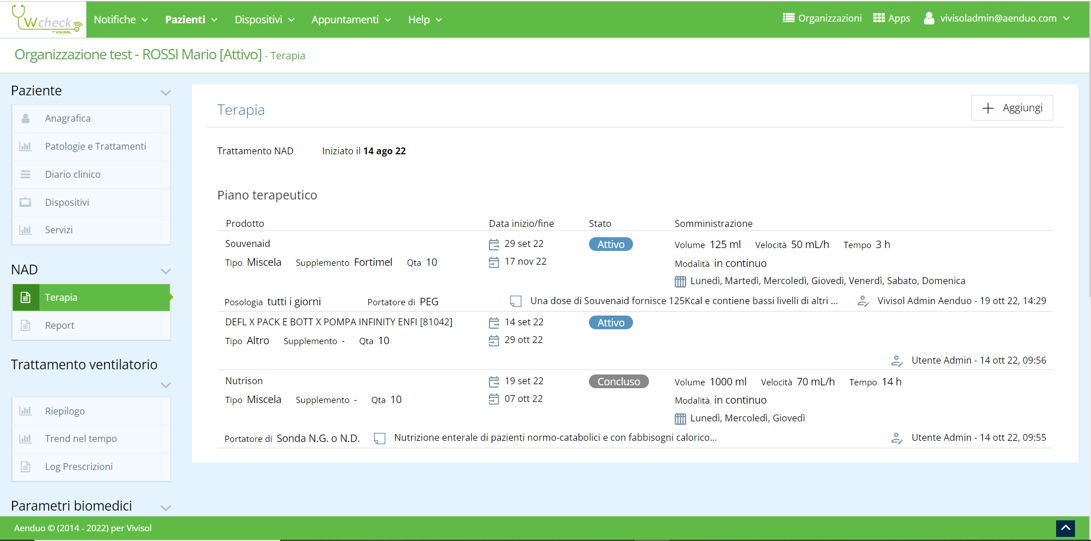 Wcheck
by VIVISOL
Notifiche Pazienti Dispositivi Appuntamenti Help Organizzazioni Apps vivisoladmin@aenduo.com
Organizzazione test - ROSSI Mario [Attivo] - Terapia
Paziente
Anagrafica
Patologie e Trattamenti
Diario clinico
Dispositivi
Servizi
NAD
Terapia
Report
Trattamento ventilatorio
Riepilogo
Trend nel tempo
Log Prescrizioni
Parametri biomedici
Terapia
Aggiungi
Trattamento NAD Iniziato il 14 ago 22
Piano terapeutico
Prodotto Data inizio/fine Stato Somministrazione
Souvenaid 29 set 22 Attivo Volume 125 ml Velocità 50 mL/h Tempo 3 h
Tipo Miscela Supplemento Fortimel Qta 10 17 nov 22 Modalità in continuo
Lunedì, Martedì, Mercoledì, Giovedì, Venerdì, Sabato, Domenica
Posologia tutti i giorni Portatore di PEG Una dose di Souvenaid fornisce 125Kcal e contiene bassi livelli di altri ... Vivisol Admin Aenduo - 19 ott 22, 14:29
DEFL X PACK E BOTT X POMPA INFINITY ENFI [81042] 14 set 22 Attivo
Tipo Altro Supplemento - Qta 10 29 ott 22
Utente Admin - 14 ott 22, 09:56
Nutrison 19 set 22 Concluso Volume 1000 ml Velocità 70 mL/h Tempo 14 h
Tipo Miscela Supplemento - Qta 10 07 ott 22 Modalità in continuo
Lunedì, Mercoledì, Giovedì
Portatore di Sonda N.G. o N.D. Nutrizione enterale di pazienti normo-catabolici e con fabbisogni calorico... Utente Admin - 14 ott 22, 09:55
Aenduo © (2014 - 2022) per Vivisol